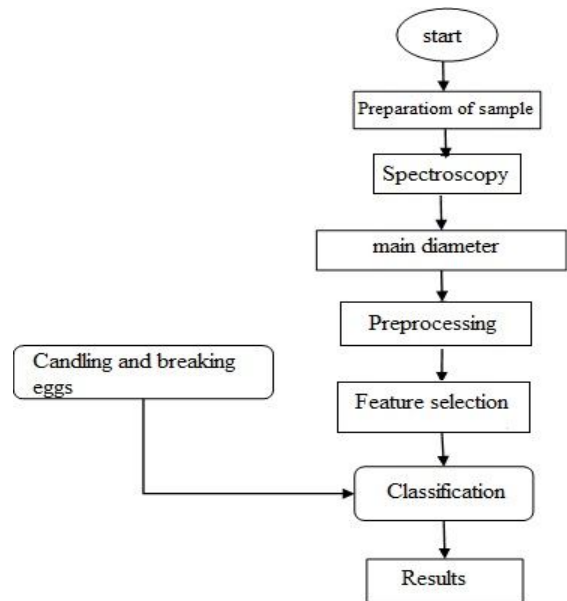 start
Preparatiom of sample
Spectroscopy
main diameter
Preprocessing
Candling and breaking
eggs
Feature selection
Classification
Results